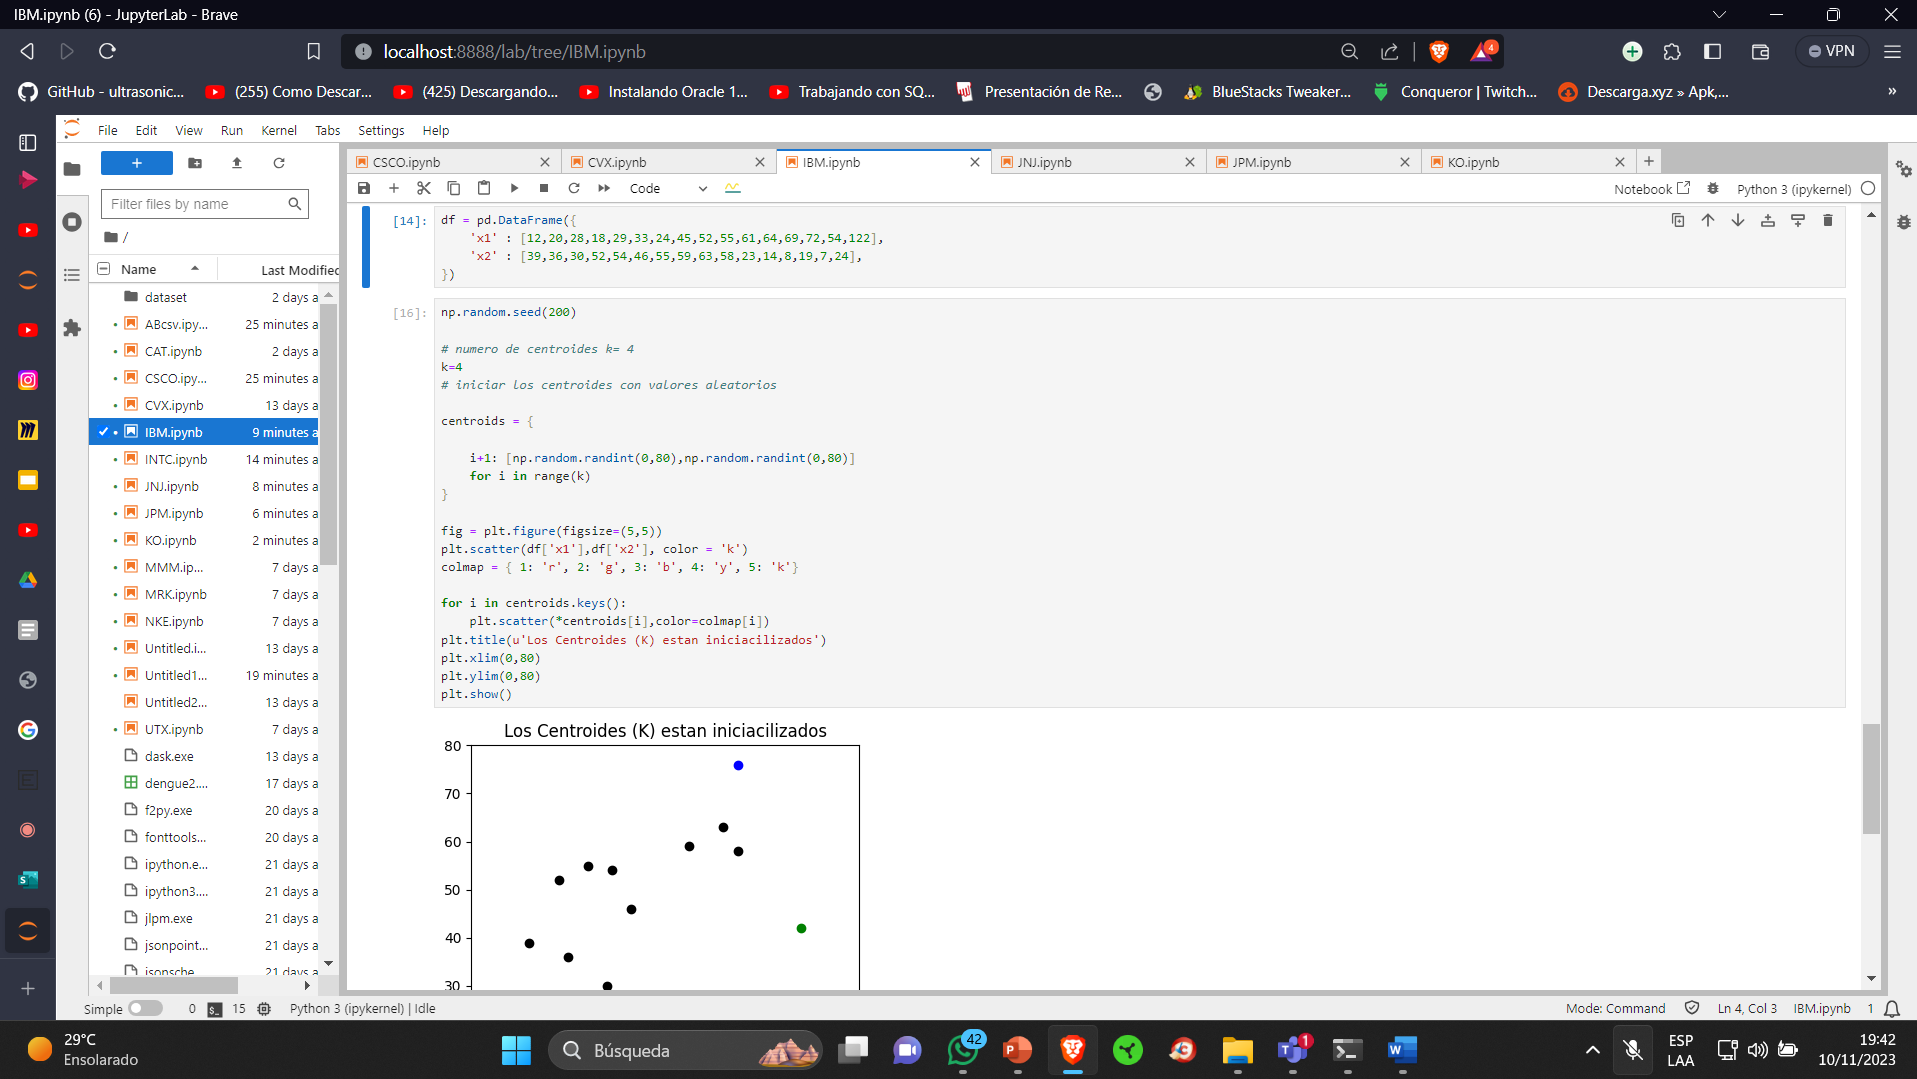 IBM.ipynb (6) - JupyterLab - Brave
localhost:8888/lab/tree/IBM.ipynb
4
VPN
GitHub - ultrasonic...
(255) Como Descar...
(425) Descargando...
Instalando Oracle 1...
Trabajando con SQ...
Presentación de Re...
BlueStacks Tweaker...
Conqueror | Twitch...
Descarga.xyz » Apk,...
»
File Edit View Run Kernel Tabs Settings Help
CSCO.ipynb
CVX.ipynb
IBM.ipynb
JNJ.ipynb
JPM.ipynb
KO.ipynb
Code
Notebook
Python 3 (ipykernel)
Filter files by name
/
Name Last Modified
dataset 2 days a
ABcsv.ipy... 25 minutes a
CAT.ipynb 2 days a
CSCO.ipy... 25 minutes a
CVX.ipynb 13 days a
IBM.ipynb 9 minutes a
INTC.ipynb 14 minutes a
JNJ.ipynb 8 minutes a
JPM.ipynb 6 minutes a
KO.ipynb 2 minutes a
MMM.ip... 7 days a
MRK.ipynb 7 days a
NKE.ipynb 7 days a
Untitled.i... 13 days a
Untitled1... 19 minutes a
Untitled2... 13 days a
UTX.ipynb 7 days a
dask.exe 13 days a
dengue2.... 17 days a
f2py.exe 20 days a
fonttools... 20 days a
ipython.e... 21 days a
ipython3.... 21 days a
jlpm.exe 21 days a
jsonpoint... 21 days a
jsonsche 21 days a
[14]:
df = pd.DataFrame({
'x1' : [12,20,28,18,29,33,24,45,52,55,61,64,69,72,54,122],
'x2' : [39,36,30,52,54,46,55,59,63,58,23,14,8,19,7,24],
})
[16]:
np.random.seed(200)
# numero de centroides k= 4
k=4
# iniciar los centroides con valores aleatorios
centroids = {
i+1: [np.random.randint(0,80),np.random.randint(0,80)]
for i in range(k)
}
fig = plt.figure(figsize=(5,5))
plt.scatter(df['x1'],df['x2'], color = 'k')
colmap = { 1: 'r', 2: 'g', 3: 'b', 4: 'y', 5: 'k'}
for i in centroids.keys():
plt.scatter(*centroids[i],color=colmap[i])
plt.title(u'Los Centroides (K) estan iniciacilizados')
plt.xlim(0,80)
plt.ylim(0,80)
plt.show()
Los Centroides (K) estan iniciacilizados
80
70
60
50
40
30
Simple 0 15 Python 3 (ipykernel) | Idle
Mode: Command Ln 4, Col 3 IBM.ipynb 1
29°C
Ensolarado
Búsqueda
42
1
ESP
LAA
19:42
10/11/2023